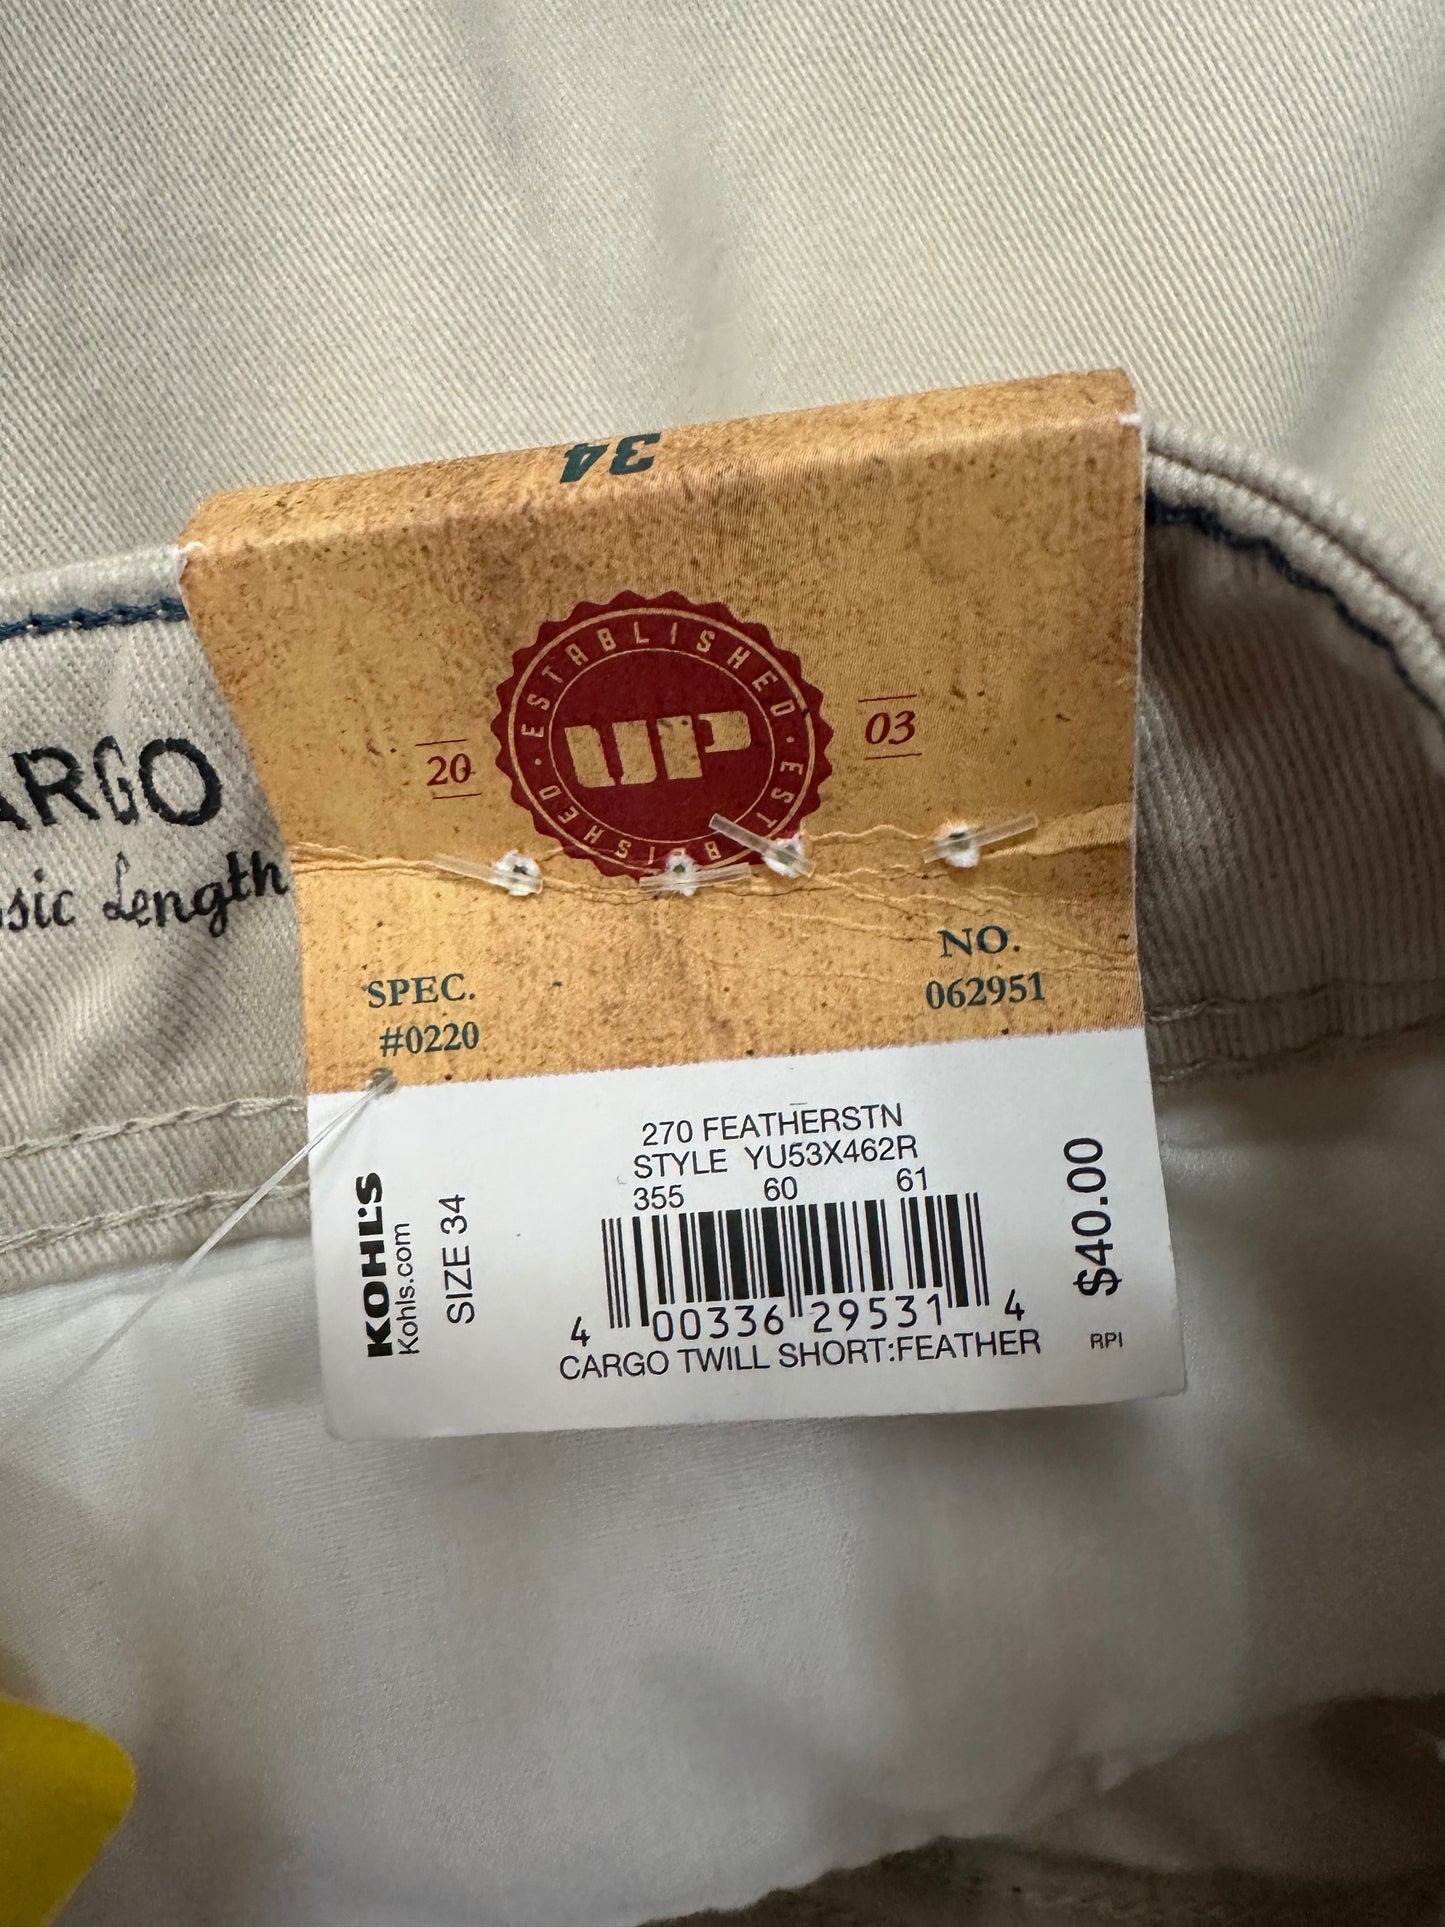 34
ESTABLISHED · ESTABLISHED ·
20
UP
03
ARGO
sic Length
SPEC.
#0220
NO.
062951
270 FEATHERSTN
STYLE YU53X462R
355 60 61
4 00336 29531 4
CARGO TWILL SHORT:FEATHER
KOHL'S
Kohls.com
SIZE 34
$40.00
RPI